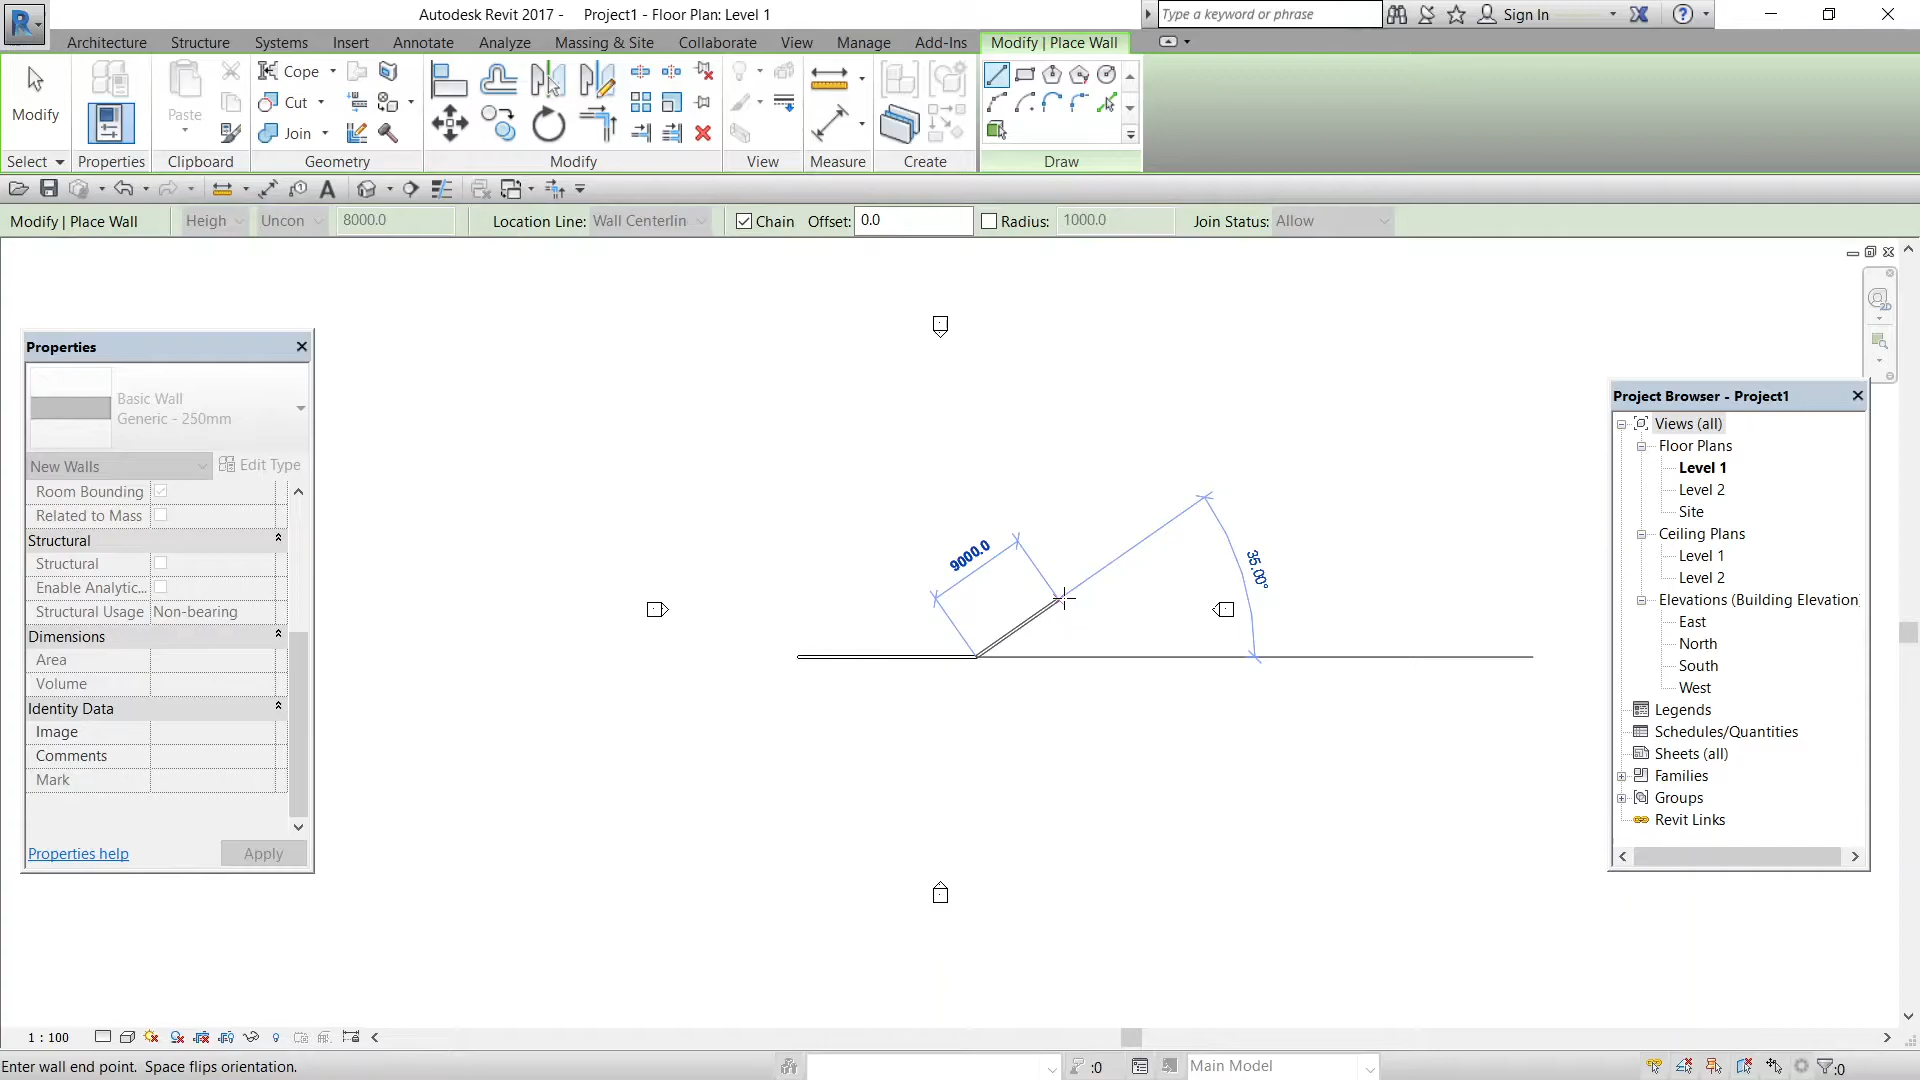 Autodesk Revit 2017 - Project1 - Floor Plan: Level 1
Type a keyword or phrase
Sign In
Architecture Structure Systems Insert Annotate Analyze Massing & Site Collaborate View Manage Add-Ins Modify | Place Wall
Modify
Paste
Cope
Cut
Join
Select Properties Clipboard Geometry Modify View Measure Create Draw
Modify | Place Wall Heigh Uncon 8000.0 Location Line: Wall Centerlin Chain Offset: 0.0 Radius: 1000.0 Join Status: Allow
Properties
Basic Wall
Generic - 250mm
New Walls Edit Type
Room Bounding
Related to Mass
Structural
Structural
Enable Analytic...
Structural Usage Non-bearing
Dimensions
Area
Volume
Identity Data
Image
Comments
Mark
Properties help Apply
9000.0
35.00°
Project Browser - Project1
Views (all)
Floor Plans
Level 1
Level 2
Site
Ceiling Plans
Level 1
Level 2
Elevations (Building Elevation
East
North
South
West
Legends
Schedules/Quantities
Sheets (all)
Families
Groups
Revit Links
1 : 100
Enter wall end point. Space flips orientation.
:0
Main Model
:0